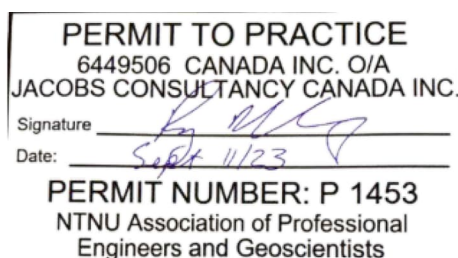 PERMIT TO PRACTICE
6449506 CANADA INC. O/A
JACOBS CONSULTANCY CANADA INC.
Signature
Date: Sept 11/23
PERMIT NUMBER: P 1453
NTNU Association of Professional
Engineers and Geoscientists